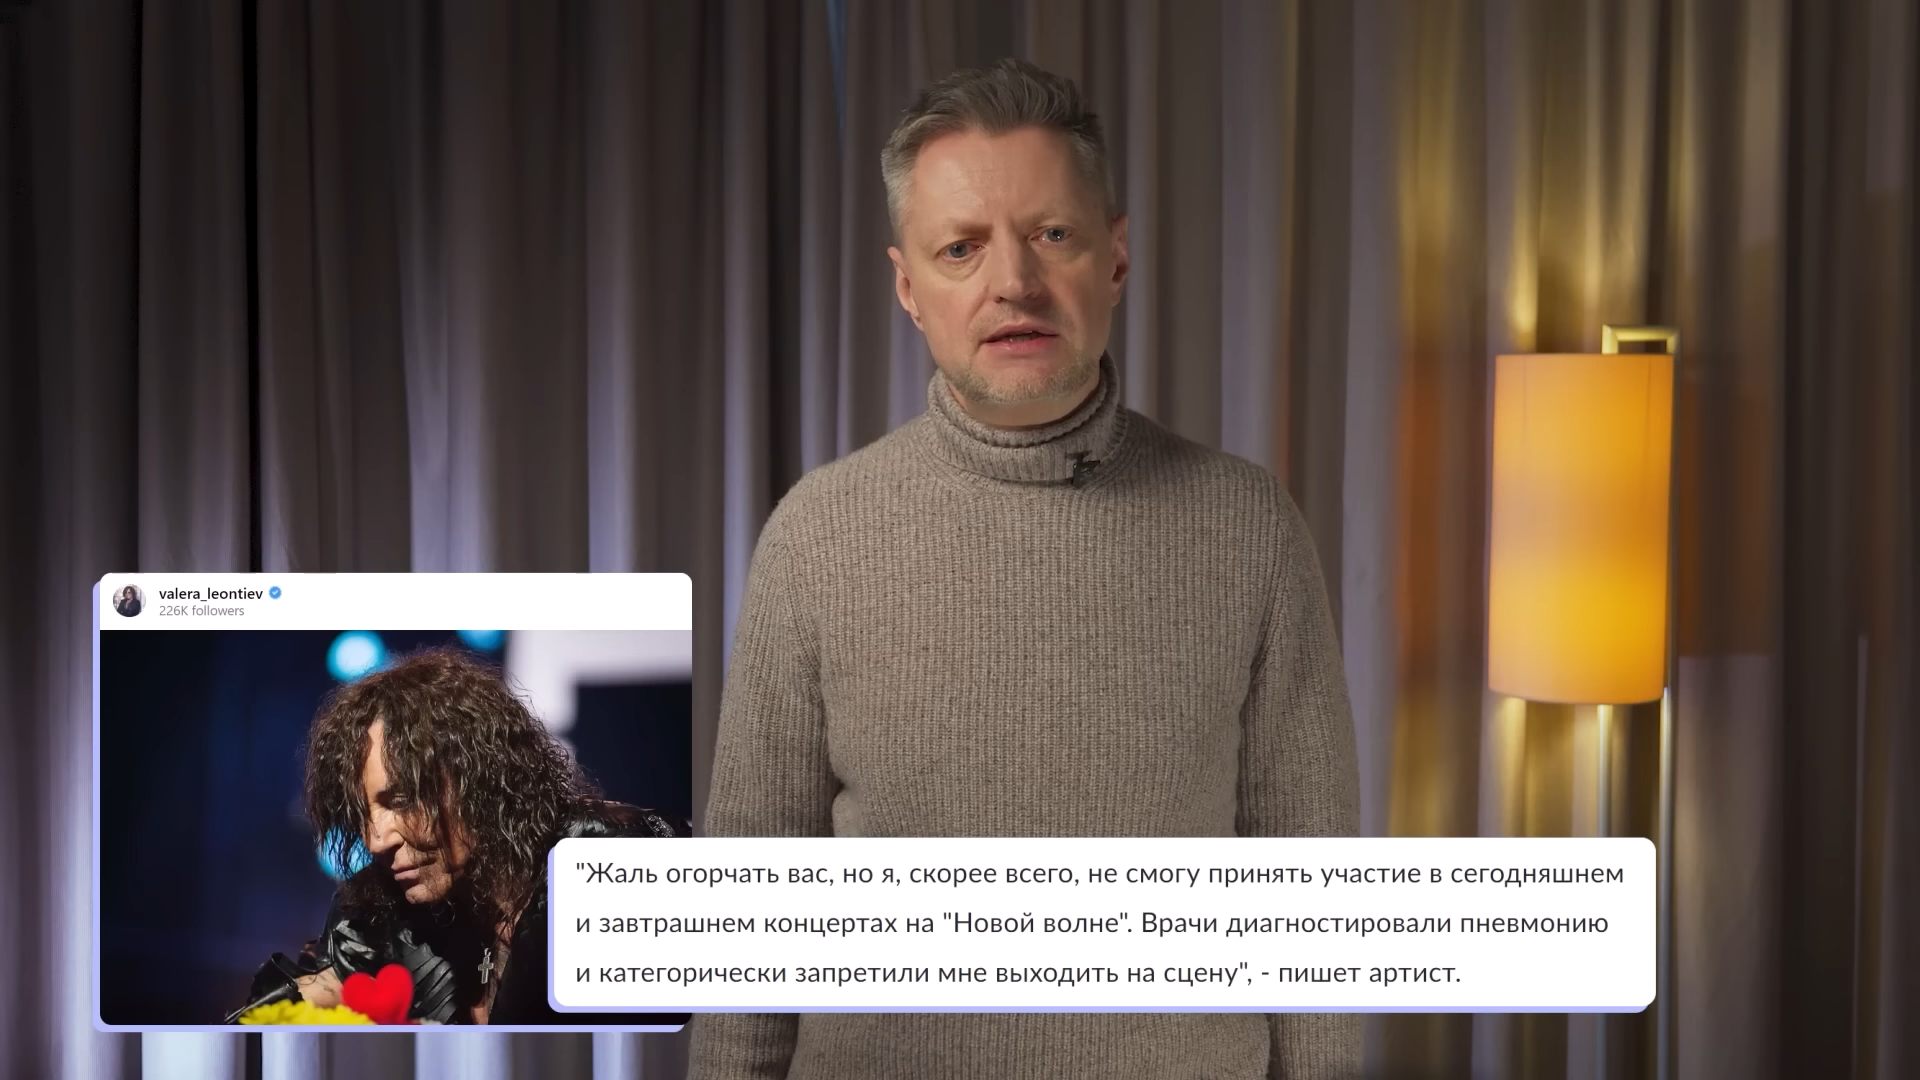 valera_leontiev
226K followers
"Жаль огорчать вас, но я, скорее всего, не смогу принять участие в сегодняшнем
и завтрашнем концертах на "Новой волне". Врачи диагностировали пневмонию
и категорически запретили мне выходить на сцену", - пишет артист.